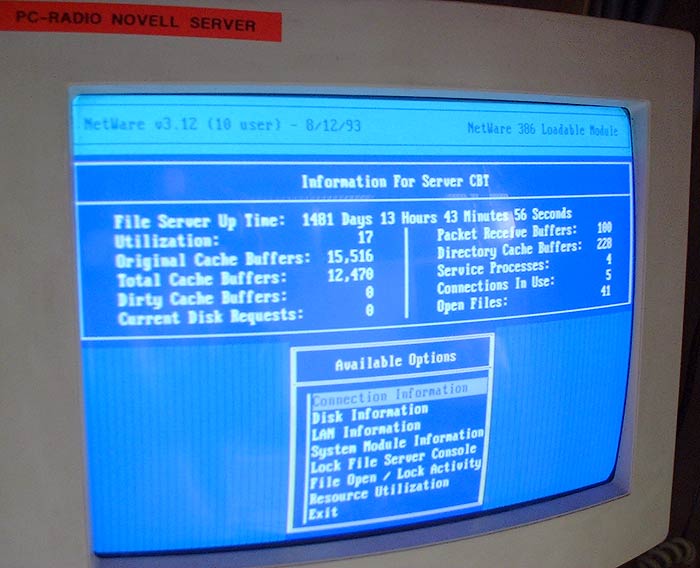 PC-RADIO NOVELL SERVER
NetWare v3.12 (10 user) - 8/12/93 NetWare 386 Loadable Module
Information For Server CBT
File Server Up Time: 1481 Days 13 Hours 43 Minutes 56 Seconds
Utilization: 17 Packet Receive Buffers: 100
Original Cache Buffers: 15,516 Directory Cache Buffers: 228
Total Cache Buffers: 12,470 Service Processes: 4
Dirty Cache Buffers: 0 Connections In Use: 5
Current Disk Requests: 0 Open Files: 41
Available Options
Connection Information
Disk Information
LAN Information
System Module Information
Lock File Server Console
File Open / Lock Activity
Resource Utilization
Exit